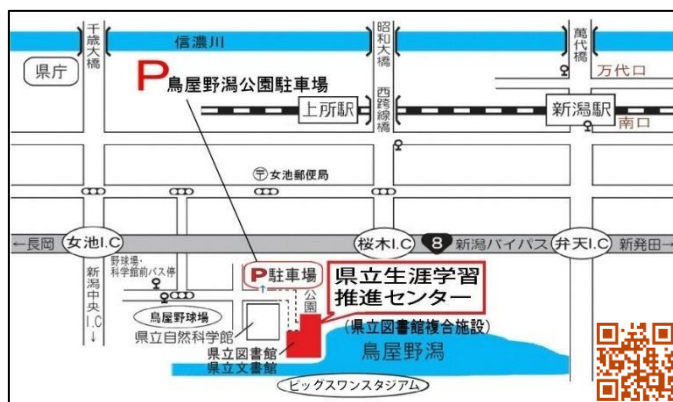 千歳大橋
信濃川
昭和大橋
萬代橋
県庁
P鳥屋野潟公園駐車場
万代口
上所駅
西跨線橋
新潟駅
南口
〒女池郵便局
←長岡
女池I.C
桜木I.C
8
新潟バイパス
弁天I.C
新発田→
新潟中央I.C→
野球場・
科学館前バス停
P駐車場
公園
県立生涯学習
推進センター
鳥屋野球場
(県立図書館複合施設)
県立自然科学館
鳥屋野潟
県立図書館
県立文書館
ビッグスワンスタジアム